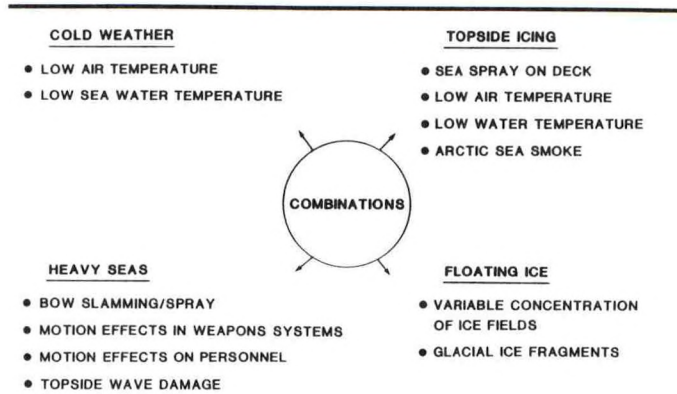 COLD WEATHER
● LOW AIR TEMPERATURE
● LOW SEA WATER TEMPERATURE
TOPSIDE ICING
● SEA SPRAY ON DECK
● LOW AIR TEMPERATURE
● LOW WATER TEMPERATURE
● ARCTIC SEA SMOKE
COMBINATIONS
HEAVY SEAS
● BOW SLAMMING/SPRAY
● MOTION EFFECTS IN WEAPONS SYSTEMS
● MOTION EFFECTS ON PERSONNEL
● TOPSIDE WAVE DAMAGE
FLOATING ICE
● VARIABLE CONCENTRATION
OF ICE FIELDS
● GLACIAL ICE FRAGMENTS